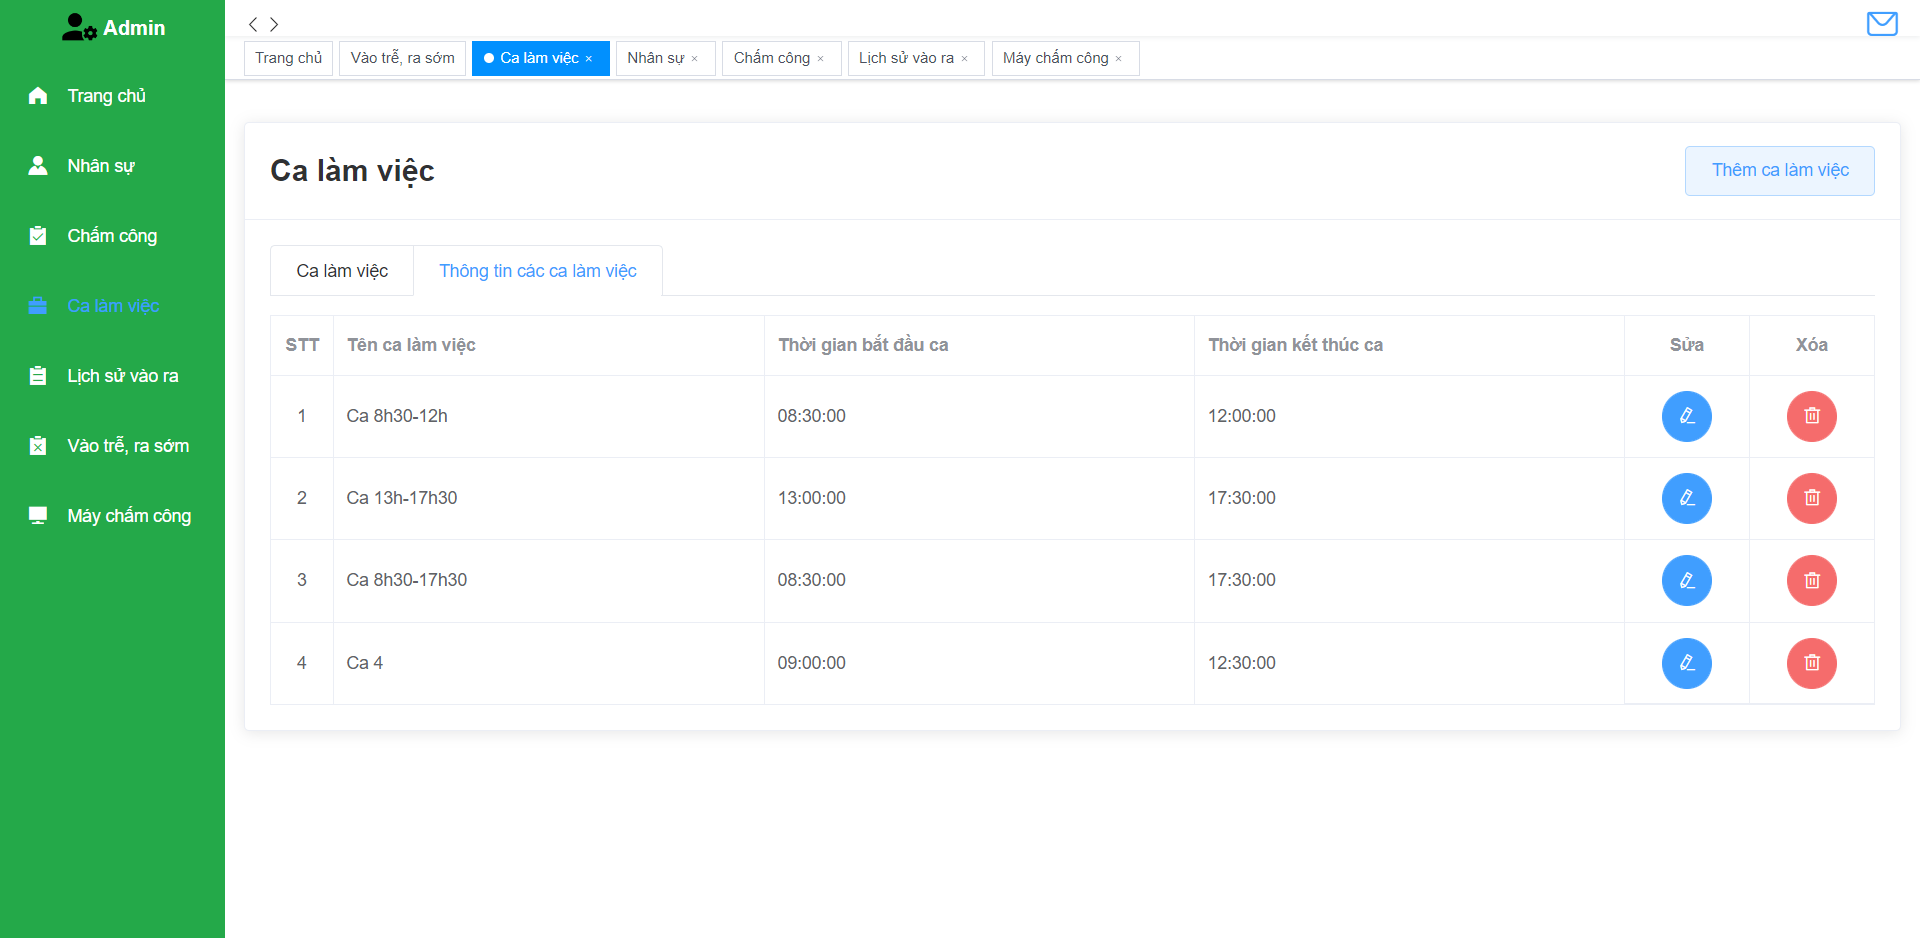 Admin
Trang chủ
Nhân sự
Chấm công
Ca làm việc
Lịch sử vào ra
Vào trễ, ra sớm
Máy chấm công
Trang chủ Vào trễ, ra sớm Ca làm việc × Nhân sự × Chấm công × Lịch sử vào ra × Máy chấm công ×
Ca làm việc Thêm ca làm việc
Ca làm việc Thông tin các ca làm việc
STT Tên ca làm việc Thời gian bắt đầu ca Thời gian kết thúc ca Sửa Xóa
1 Ca 8h30-12h 08:30:00 12:00:00
2 Ca 13h-17h30 13:00:00 17:30:00
3 Ca 8h30-17h30 08:30:00 17:30:00
4 Ca 4 09:00:00 12:30:00